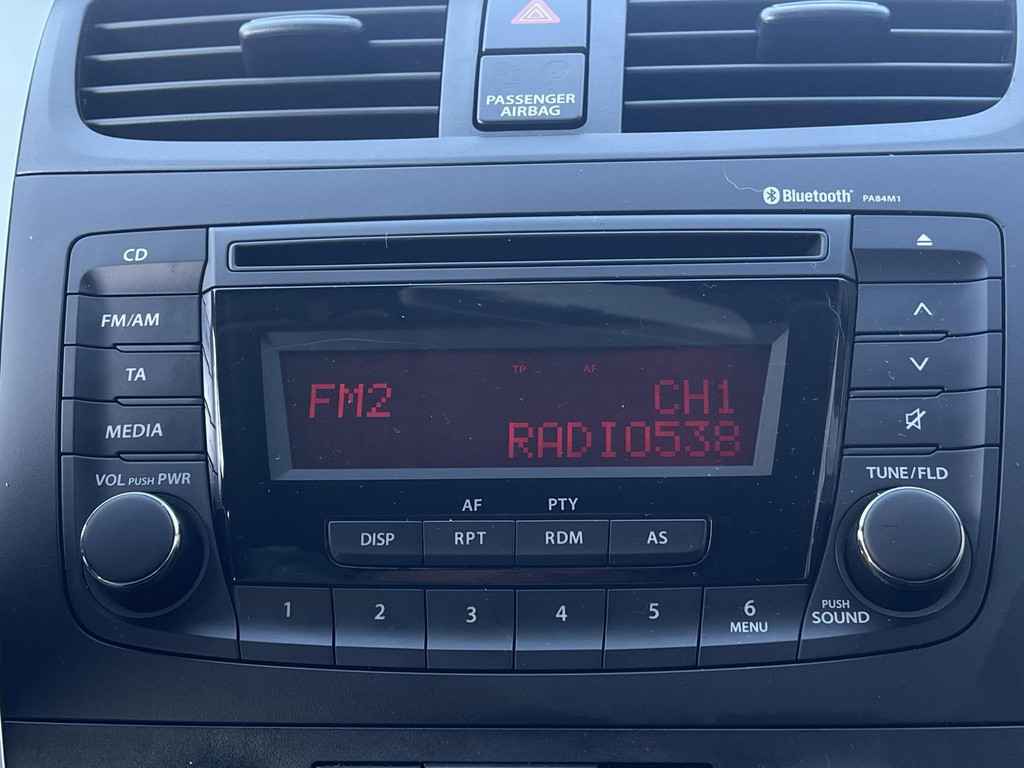 PASSENGER
AIRBAG
Bluetooth PA84M1
CD
FM/AM
TA
MEDIA
VOL PUSH PWR
TP AF
FM2 CH1
RADIO538
TUNE/FLD
AF PTY
DISP RPT RDM AS
1 2 3 4 5 6
MENU
PUSH
SOUND